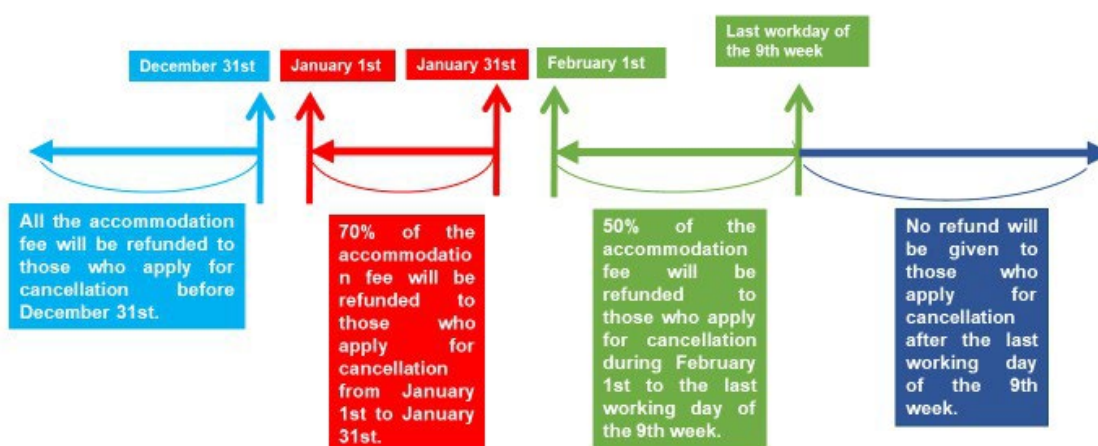 Last workday of
the 9th week
December 31st
January 1st
January 31st
February 1st
All the accommodation
fee will be refunded to
those who apply for
cancellation before
December 31st.
70% of the
accommodatio
n fee will be
refunded to
those who
apply for
cancellation
from January
1st to January
31st.
50% of the
accommodation
fee will be
refunded to
those who apply
for cancellation
during February
1st to the last
working day of
the 9th week.
No refund will
be given to
those who
apply for
cancellation
after the last
working day
of the 9th
week.